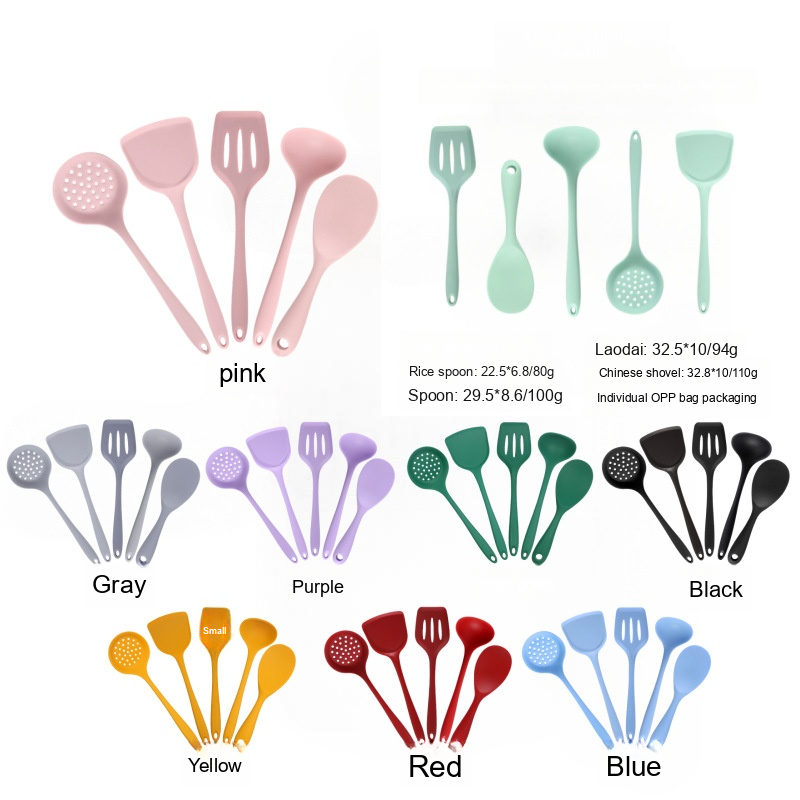 Laodai: 32.5*10/94g
Rice spoon: 22.5*6.8/80g
Chinese shovel: 32.8*10/110g
pink
Spoon: 29.5*8.6/100g
Individual OPP bag packaging
Gray
Purple
Black
Small
Yellow
Red
Blue